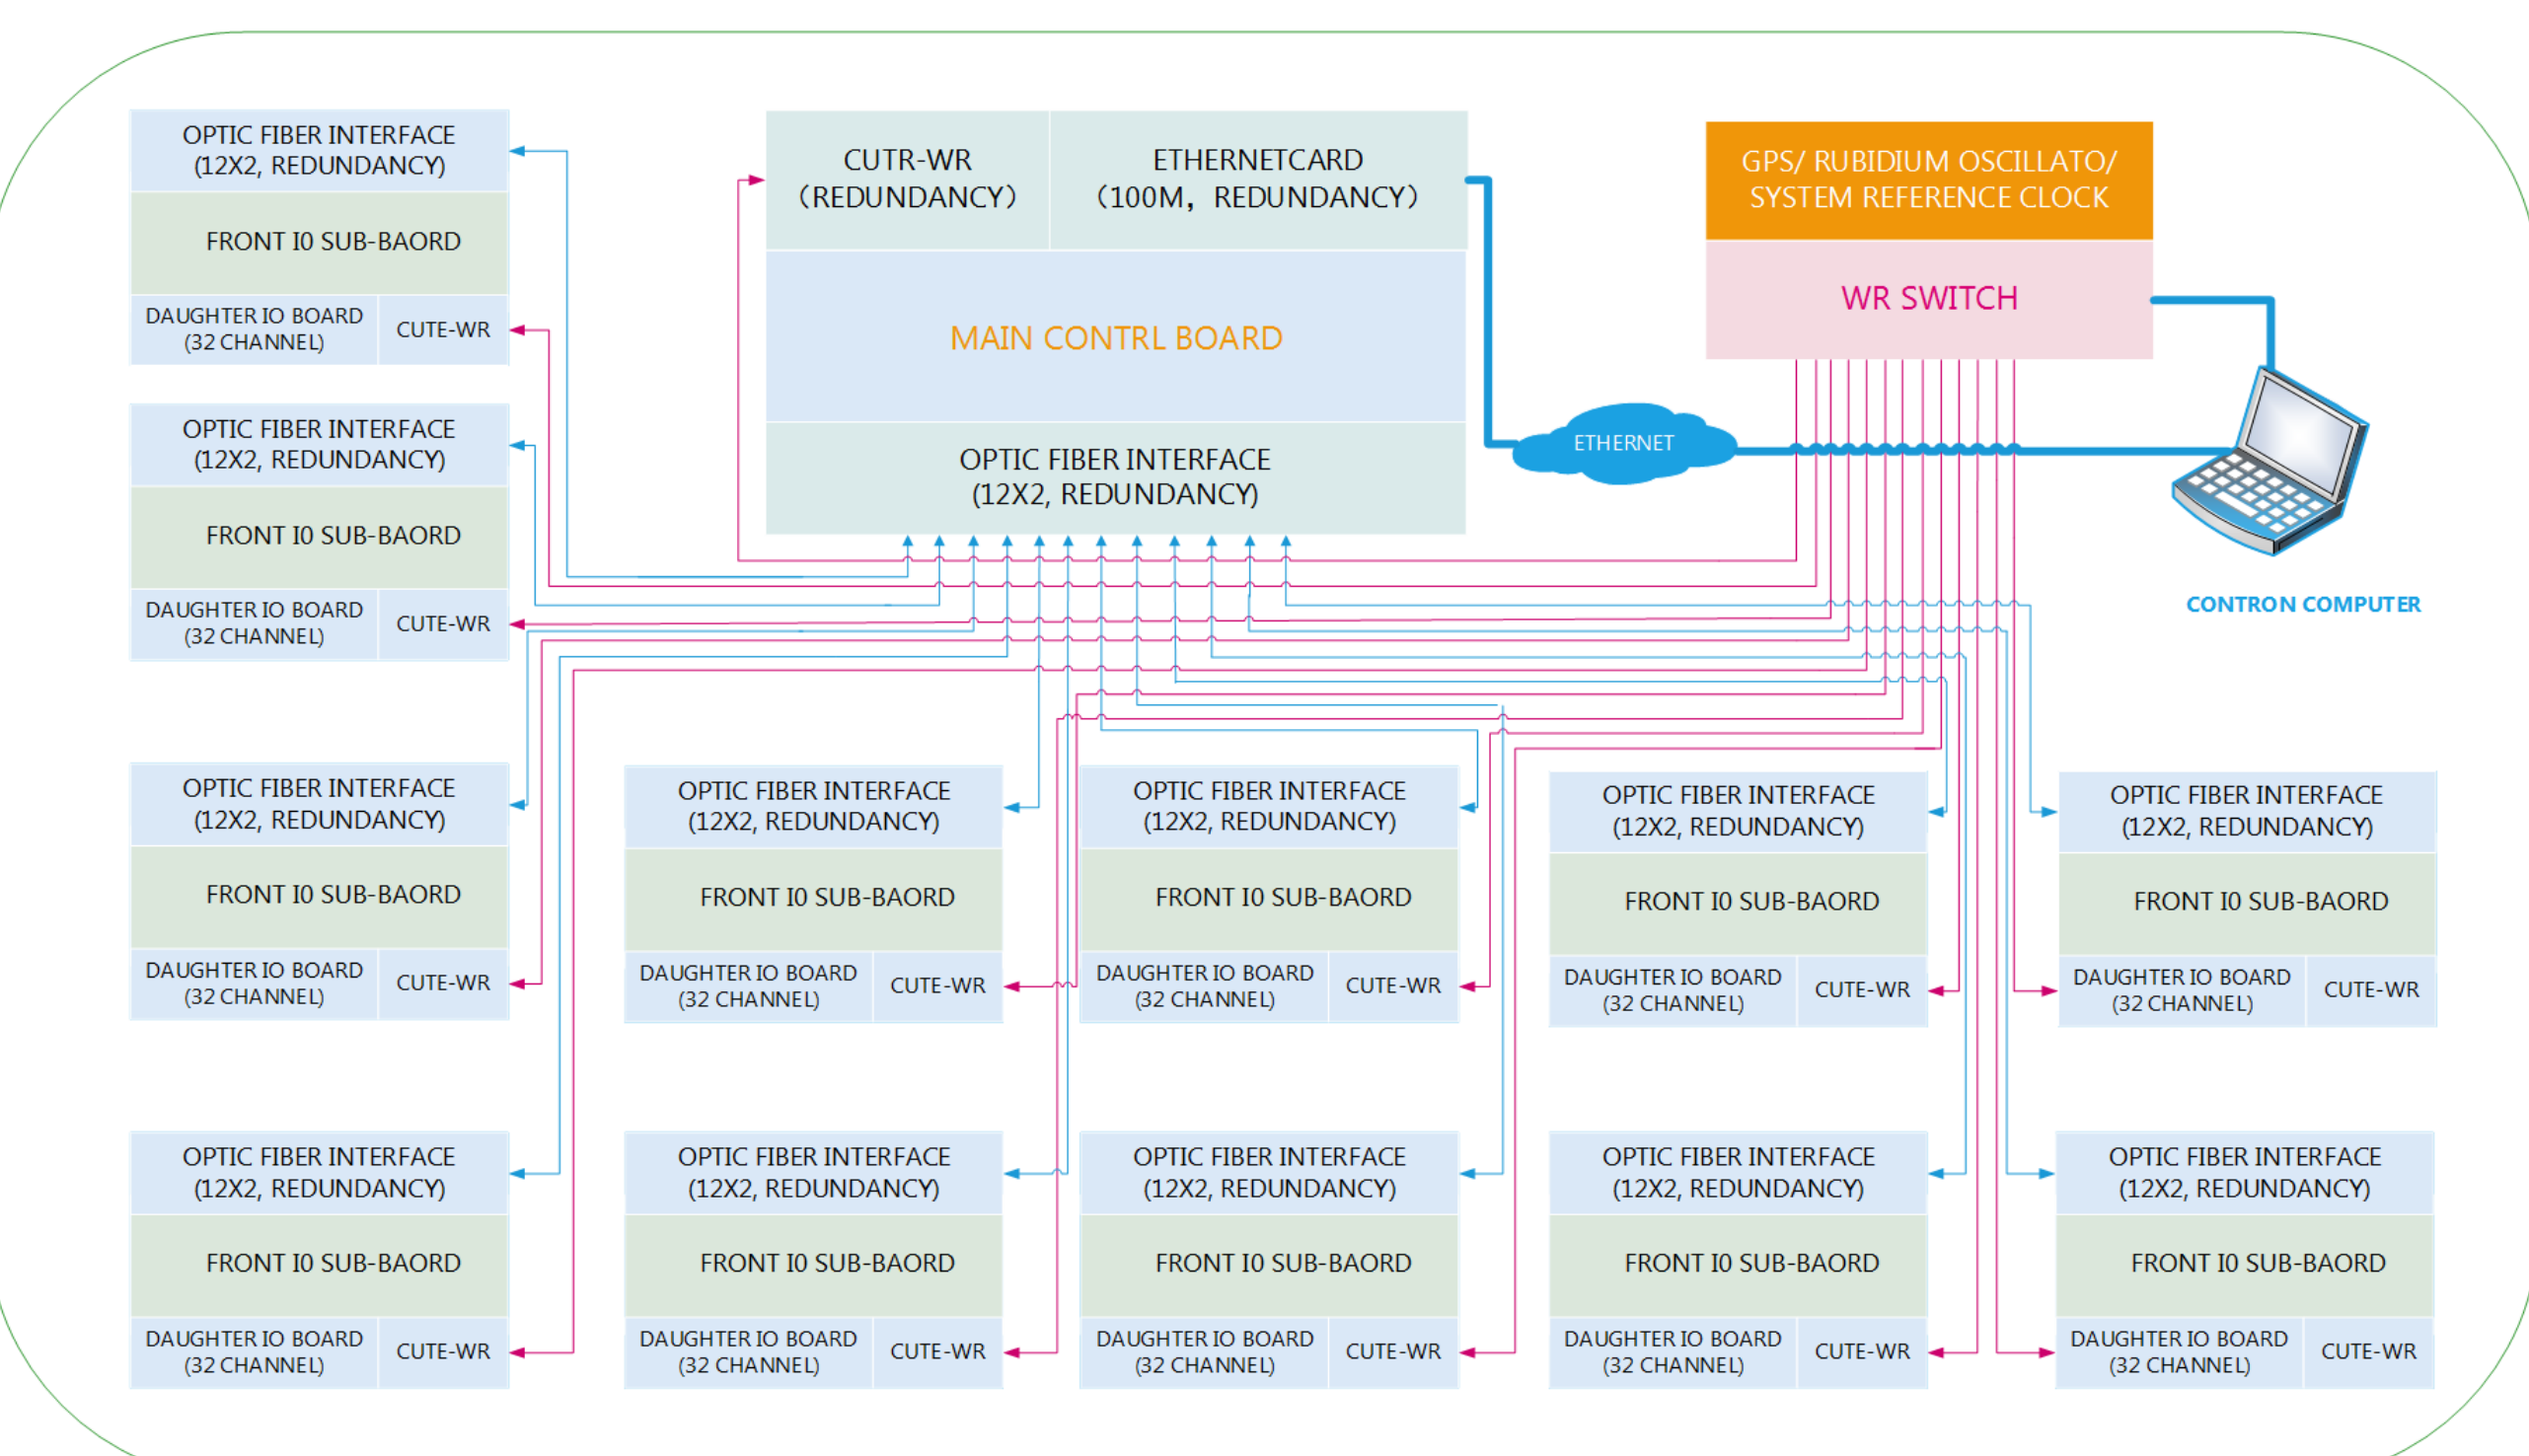 OPTIC FIBER INTERFACE
(12X2, REDUNDANCY)
FRONT I0 SUB-BAORD
DAUGHTER IO BOARD
(32 CHANNEL)
CUTE-WR
CUTR-WR
（REDUNDANCY）
ETHERNETCARD
（100M，REDUNDANCY）
MAIN CONTRL BOARD
OPTIC FIBER INTERFACE
(12X2, REDUNDANCY)
GPS/ RUBIDIUM OSCILLATO/
SYSTEM REFERENCE CLOCK
WR SWITCH
ETHERNET
CONTRON COMPUTER
OPTIC FIBER INTERFACE
(12X2, REDUNDANCY)
FRONT I0 SUB-BAORD
DAUGHTER IO BOARD
(32 CHANNEL)
CUTE-WR
OPTIC FIBER INTERFACE
(12X2, REDUNDANCY)
FRONT I0 SUB-BAORD
DAUGHTER IO BOARD
(32 CHANNEL)
CUTE-WR
OPTIC FIBER INTERFACE
(12X2, REDUNDANCY)
FRONT I0 SUB-BAORD
DAUGHTER IO BOARD
(32 CHANNEL)
CUTE-WR
OPTIC FIBER INTERFACE
(12X2, REDUNDANCY)
FRONT I0 SUB-BAORD
DAUGHTER IO BOARD
(32 CHANNEL)
CUTE-WR
OPTIC FIBER INTERFACE
(12X2, REDUNDANCY)
FRONT I0 SUB-BAORD
DAUGHTER IO BOARD
(32 CHANNEL)
CUTE-WR
OPTIC FIBER INTERFACE
(12X2, REDUNDANCY)
FRONT I0 SUB-BAORD
DAUGHTER IO BOARD
(32 CHANNEL)
CUTE-WR
OPTIC FIBER INTERFACE
(12X2, REDUNDANCY)
FRONT I0 SUB-BAORD
DAUGHTER IO BOARD
(32 CHANNEL)
CUTE-WR
OPTIC FIBER INTERFACE
(12X2, REDUNDANCY)
FRONT I0 SUB-BAORD
DAUGHTER IO BOARD
(32 CHANNEL)
CUTE-WR
OPTIC FIBER INTERFACE
(12X2, REDUNDANCY)
FRONT I0 SUB-BAORD
DAUGHTER IO BOARD
(32 CHANNEL)
CUTE-WR
OPTIC FIBER INTERFACE
(12X2, REDUNDANCY)
FRONT I0 SUB-BAORD
DAUGHTER IO BOARD
(32 CHANNEL)
CUTE-WR
OPTIC FIBER INTERFACE
(12X2, REDUNDANCY)
FRONT I0 SUB-BAORD
DAUGHTER IO BOARD
(32 CHANNEL)
CUTE-WR